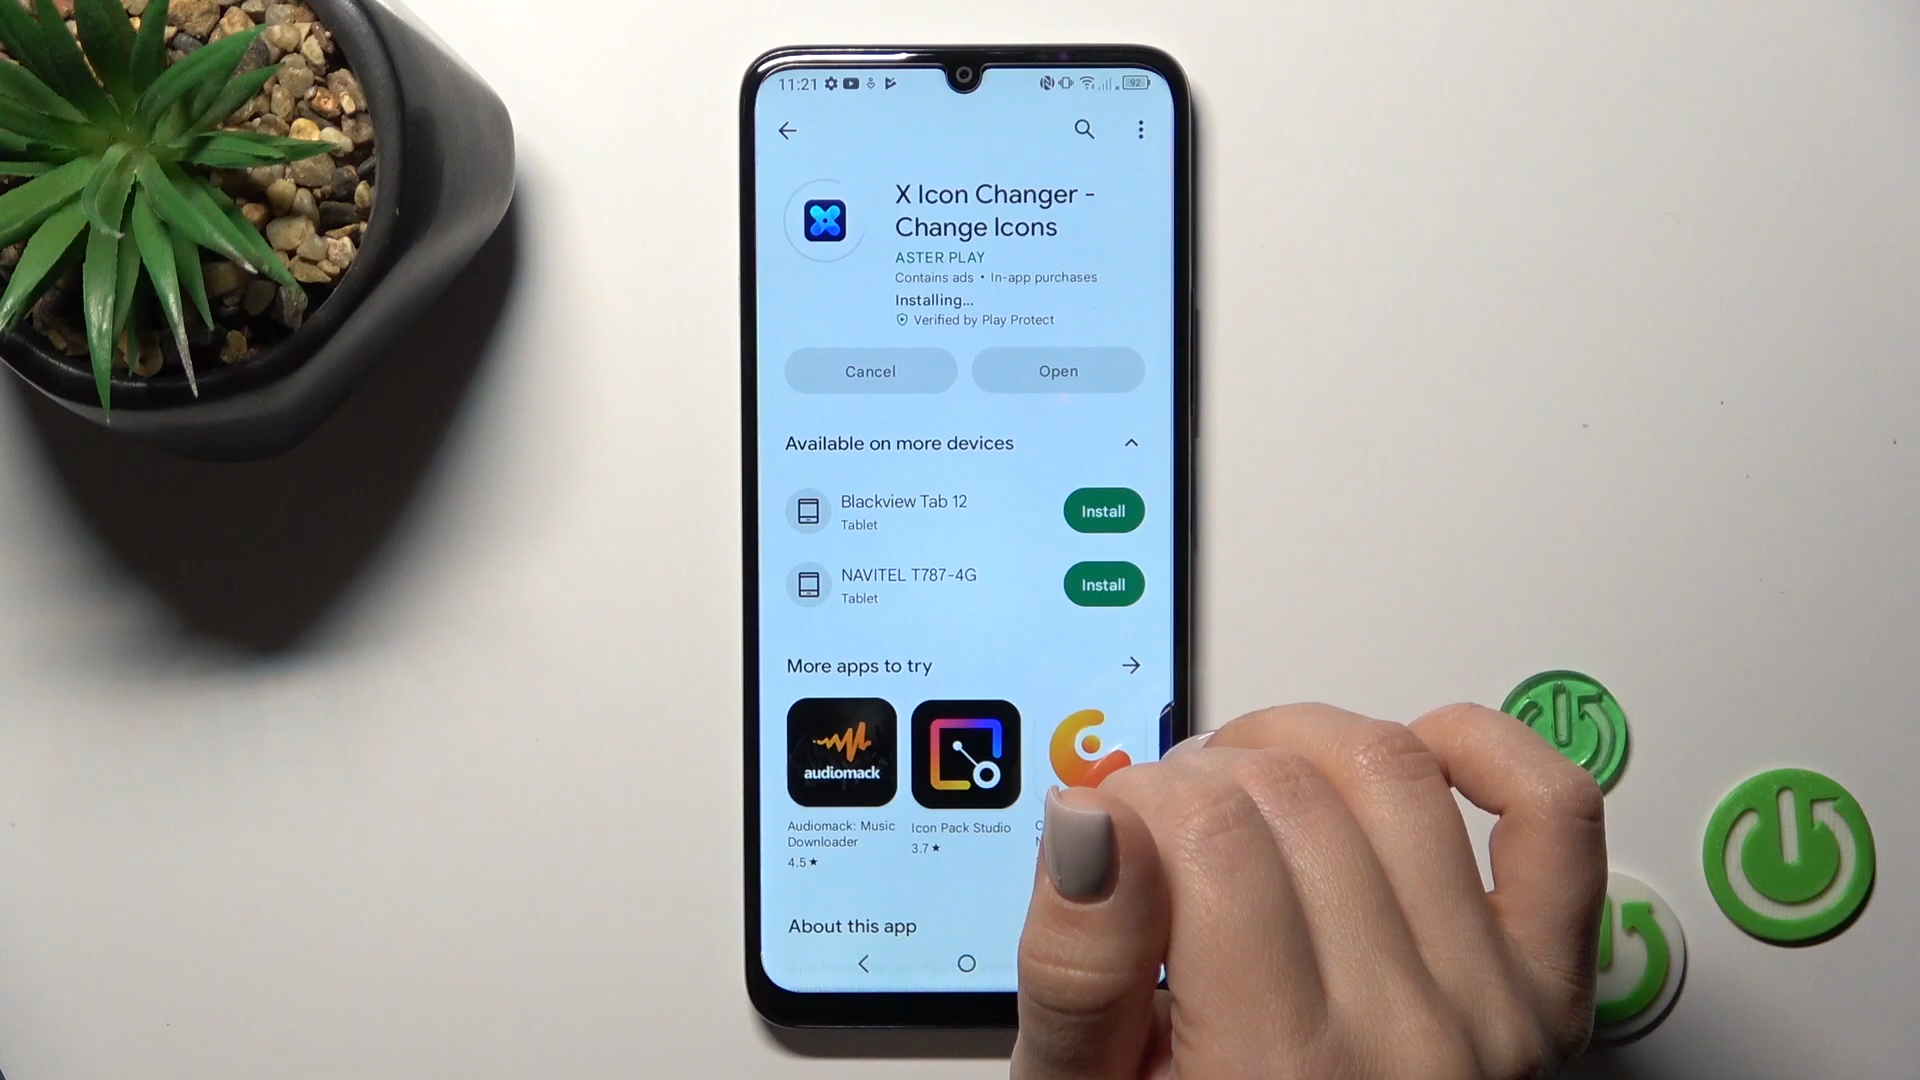 11:21
92
X Icon Changer -
Change Icons
ASTER PLAY
Contains ads • In-app purchases
Installing...
Verified by Play Protect
Cancel
Open
Available on more devices
Blackview Tab 12
Tablet
Install
NAVITEL T787-4G
Tablet
Install
More apps to try
audiomack
Audiomack: Music
Downloader
4.5★
Icon Pack Studio
3.7★
About this app